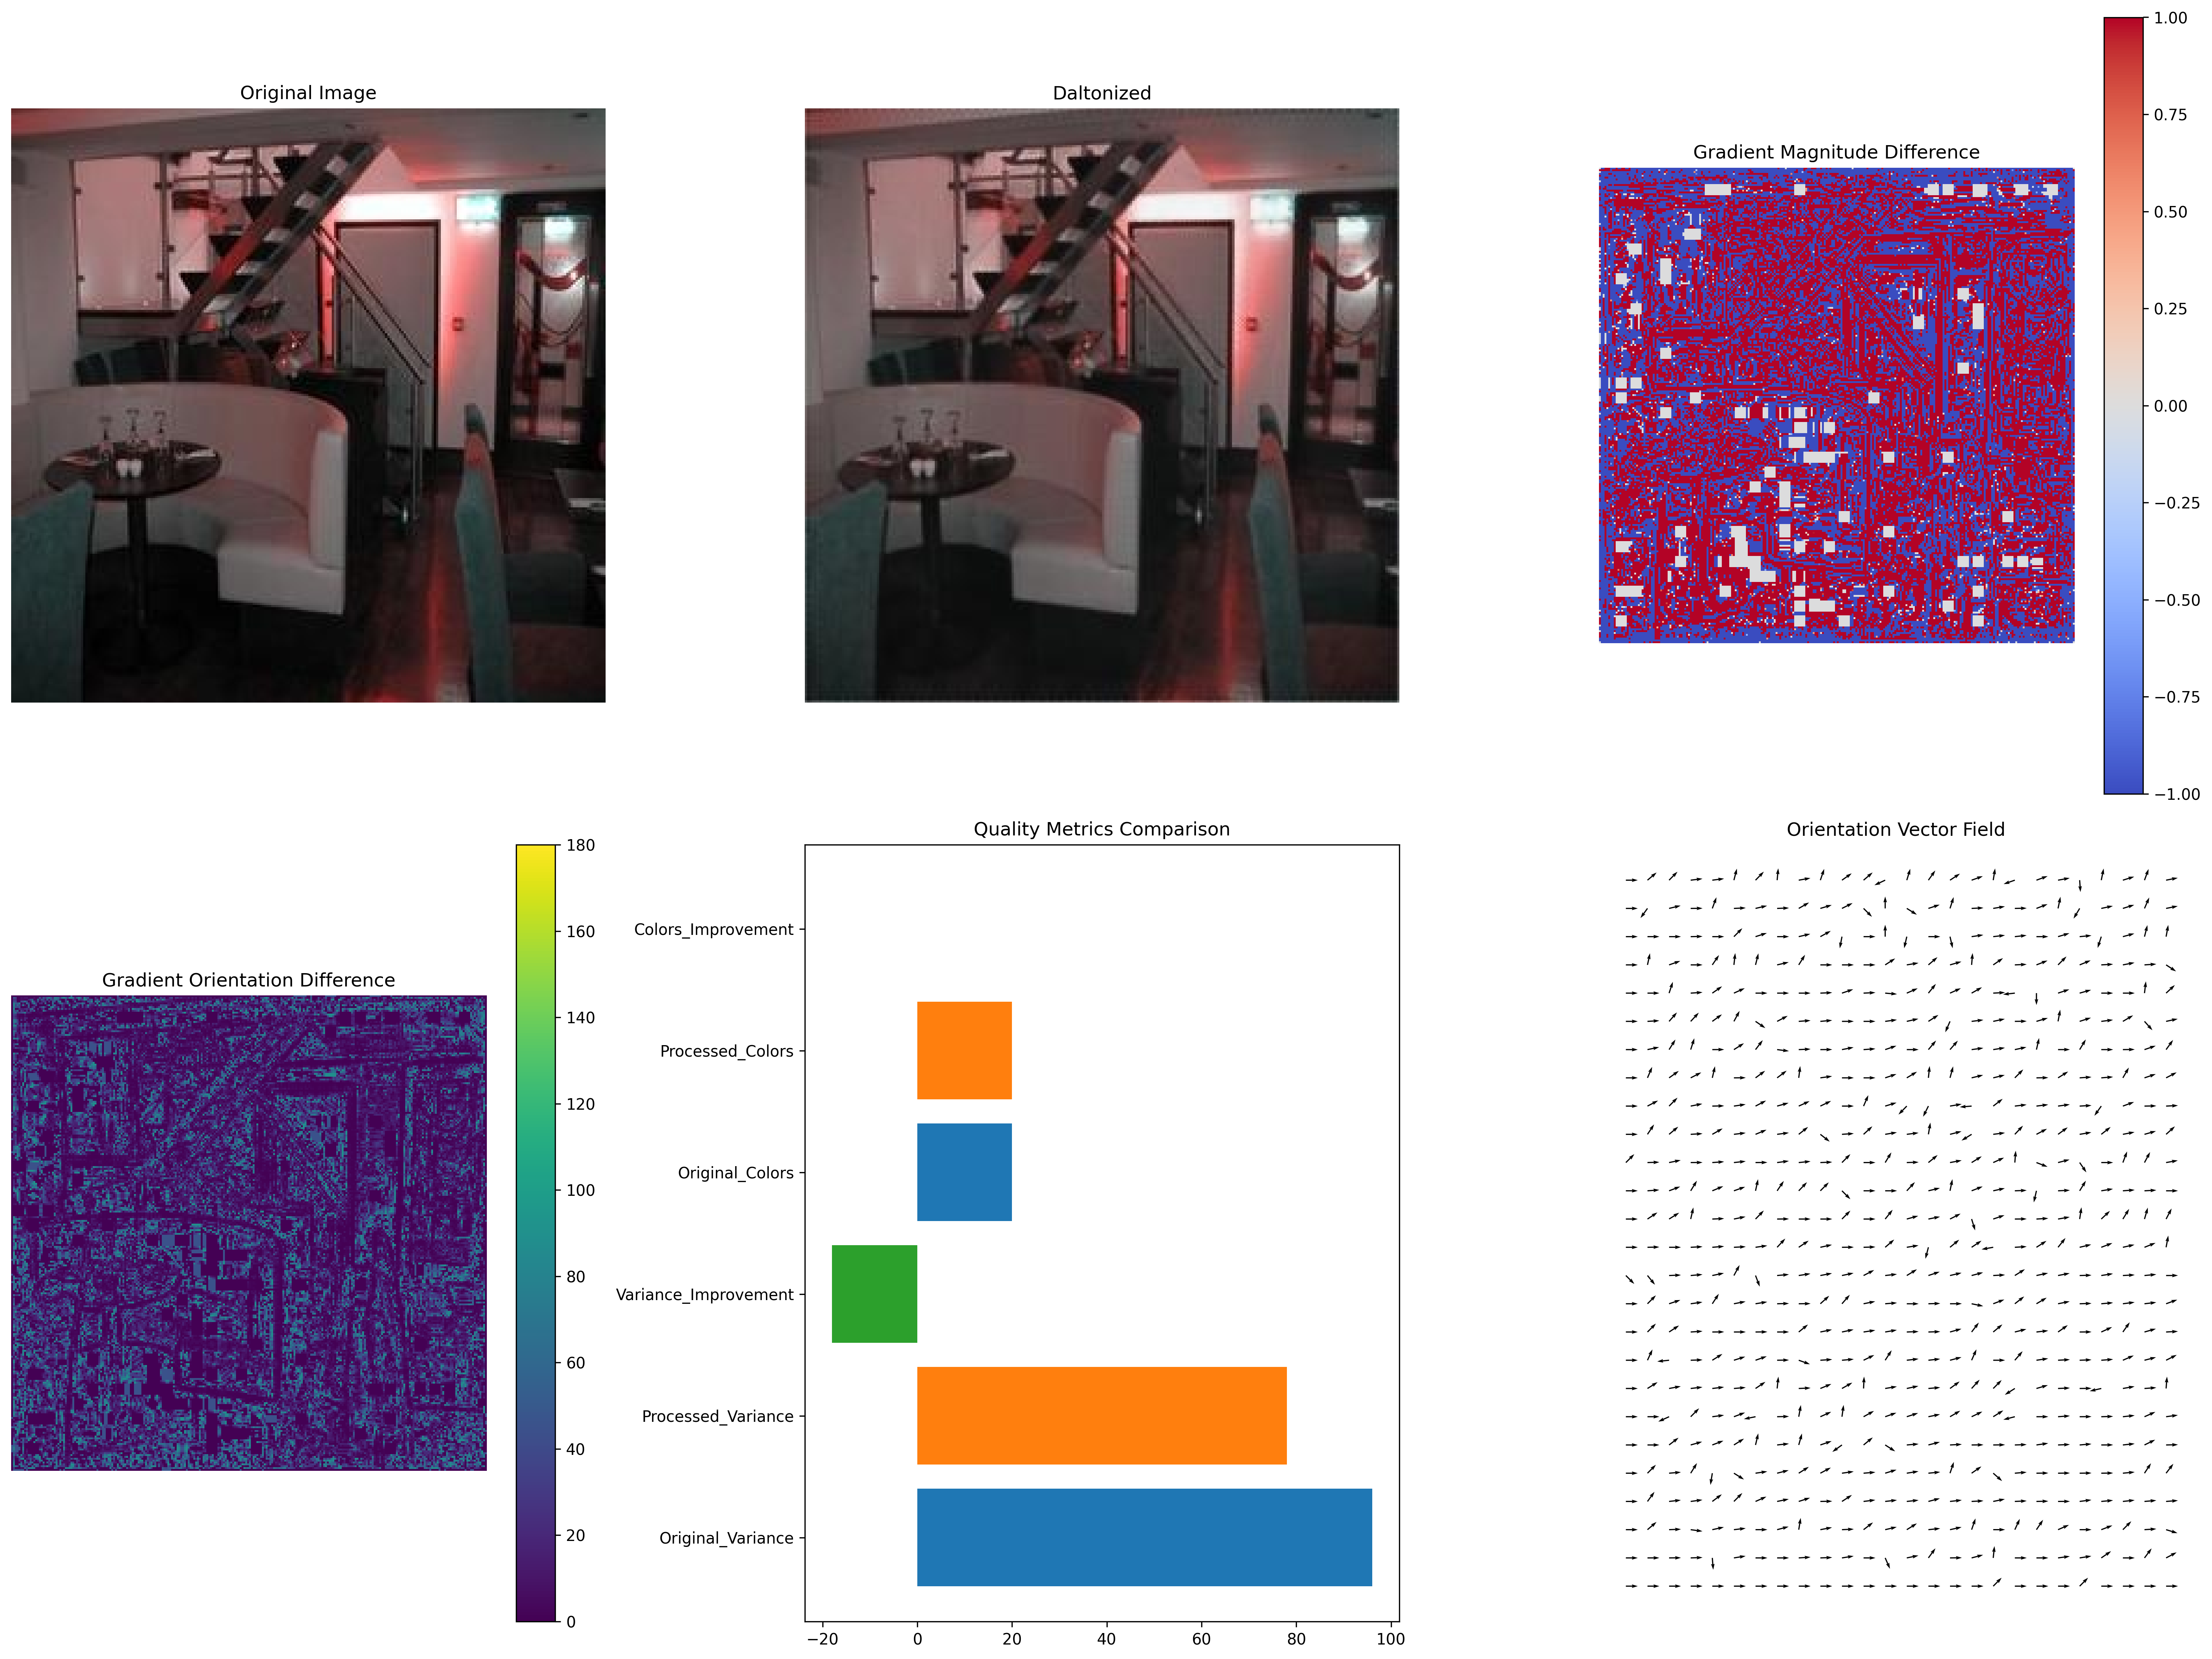 Original Image
Daltonized
Gradient Magnitude Difference
1.00
0.75
0.50
0.25
0.00
−0.25
−0.50
−0.75
−1.00
Gradient Orientation Difference
180
160
140
120
100
80
60
40
20
0
Quality Metrics Comparison
Colors_Improvement
Processed_Colors
Original_Colors
Variance_Improvement
Processed_Variance
Original_Variance
−20 0 20 40 60 80 100
Orientation Vector Field